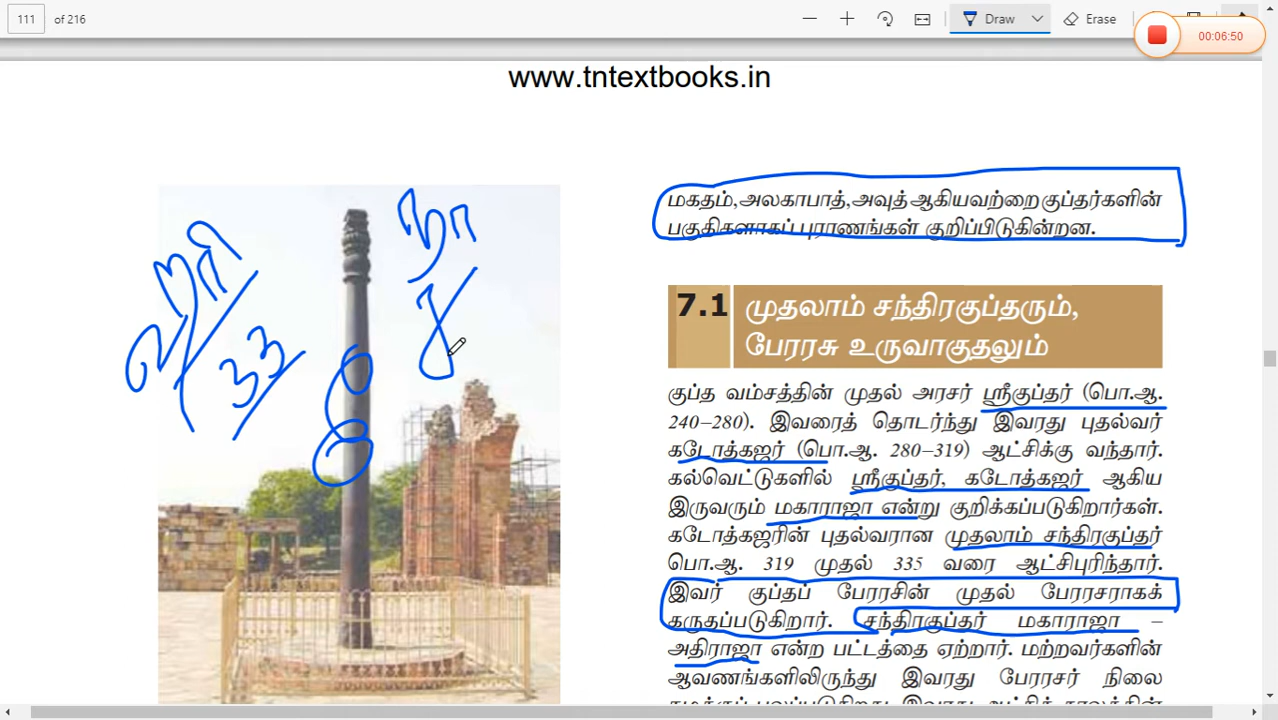 111 of 216
Draw
Erase
00:06:50
www.tntextbooks.in
மகதம்,அலகாபாத்,அவுத் ஆகியவற்றை குப்தர்களின்
பகுதிகளாகப் புராணங்கள் குறிப்பிடுகின்றன.
7.1 முதலாம் சந்திரகுப்தரும்,
பேரரசு உருவாகுதலும்
குப்த வம்சத்தின் முதல் அரசர் ஸ்ரீகுப்தர் (பொ.ஆ.
240–280). இவரைத் தொடர்ந்து இவரது புதல்வர்
கடோத்கஜர் (பொ.ஆ. 280–319) ஆட்சிக்கு வந்தார்.
கல்வெட்டுகளில் ஸ்ரீகுப்தர், கடோத்கஜர் ஆகிய
இருவரும் மகாராஜா என்று குறிக்கப்படுகிறார்கள்.
கடோத்கஜரின் புதல்வரான முதலாம் சந்திரகுப்தர்
பொ.ஆ. 319 முதல் 335 வரை ஆட்சிபுரிந்தார்.
இவர் குப்தப் பேரரசின் முதல் பேரரசராகக்
கருதப்படுகிறார். சந்திரகுப்தர் மகாராஜா –
அதிராஜா என்ற பட்டத்தை ஏற்றார். மற்றவர்களின்
ஆவணங்களிலிருந்து இவரது பேரரசர் நிலை